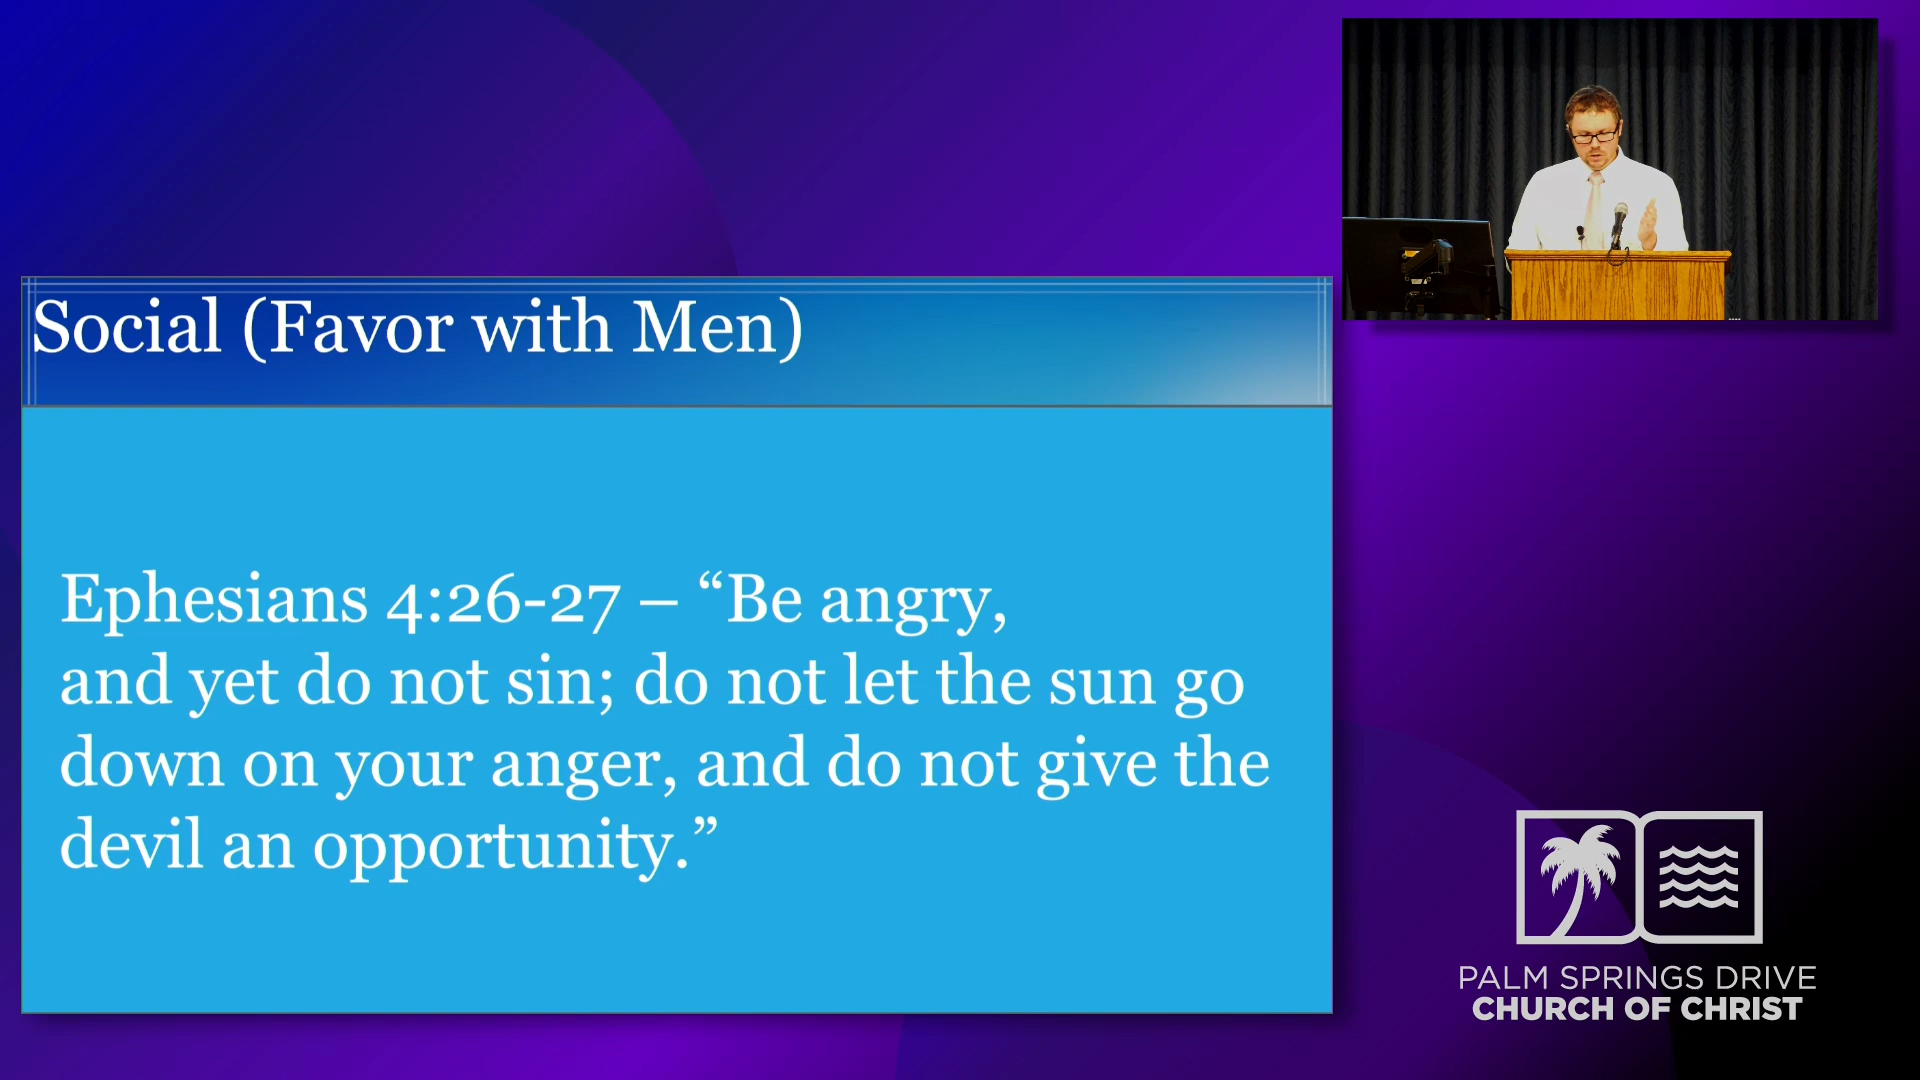 Social (Favor with Men)
Ephesians 4:26-27 – “Be angry,
and yet do not sin; do not let the sun go
down on your anger, and do not give the
devil an opportunity.”
PALM SPRINGS DRIVE
CHURCH OF CHRIST